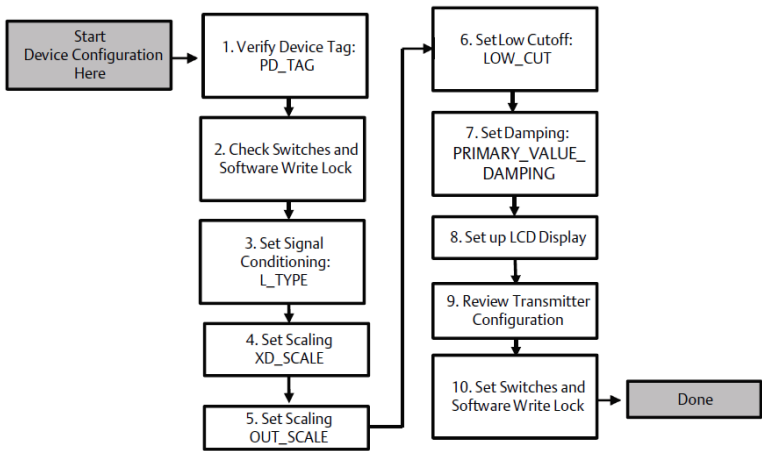 Start
Device Configuration
Here
1. Verify Device Tag:
PD_TAG
2. Check Switches and
Software Write Lock
3. Set Signal
Conditioning:
L_TYPE
4. Set Scaling
XD_SCALE
5. Set Scaling
OUT_SCALE
6. Set Low Cutoff:
LOW_CUT
7. Set Damping:
PRIMARY_VALUE_
DAMPING
8. Set up LCD Display
9. Review Transmitter
Configuration
10. Set Switches and
Software Write Lock
Done